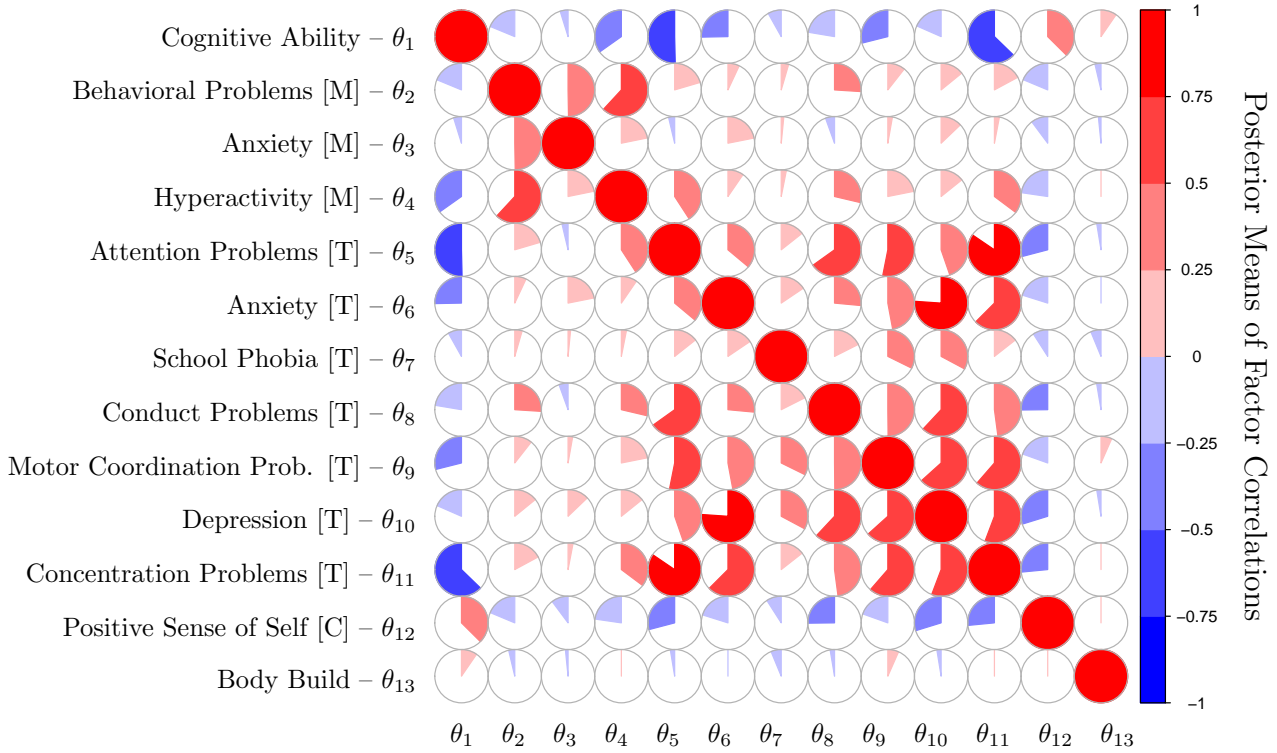 Cognitive Ability – θ1
Behavioral Problems [M] – θ2
Anxiety [M] – θ3
Hyperactivity [M] – θ4
Attention Problems [T] – θ5
Anxiety [T] – θ6
School Phobia [T] – θ7
Conduct Problems [T] – θ8
Motor Coordination Prob. [T] – θ9
Depression [T] – θ10
Concentration Problems [T] – θ11
Positive Sense of Self [C] – θ12
Body Build – θ13
θ1 θ2 θ3 θ4 θ5 θ6 θ7 θ8 θ9 θ10 θ11 θ12 θ13
1
0.75
0.5
0.25
0
−0.25
−0.5
−0.75
−1
Posterior Means of Factor Correlations